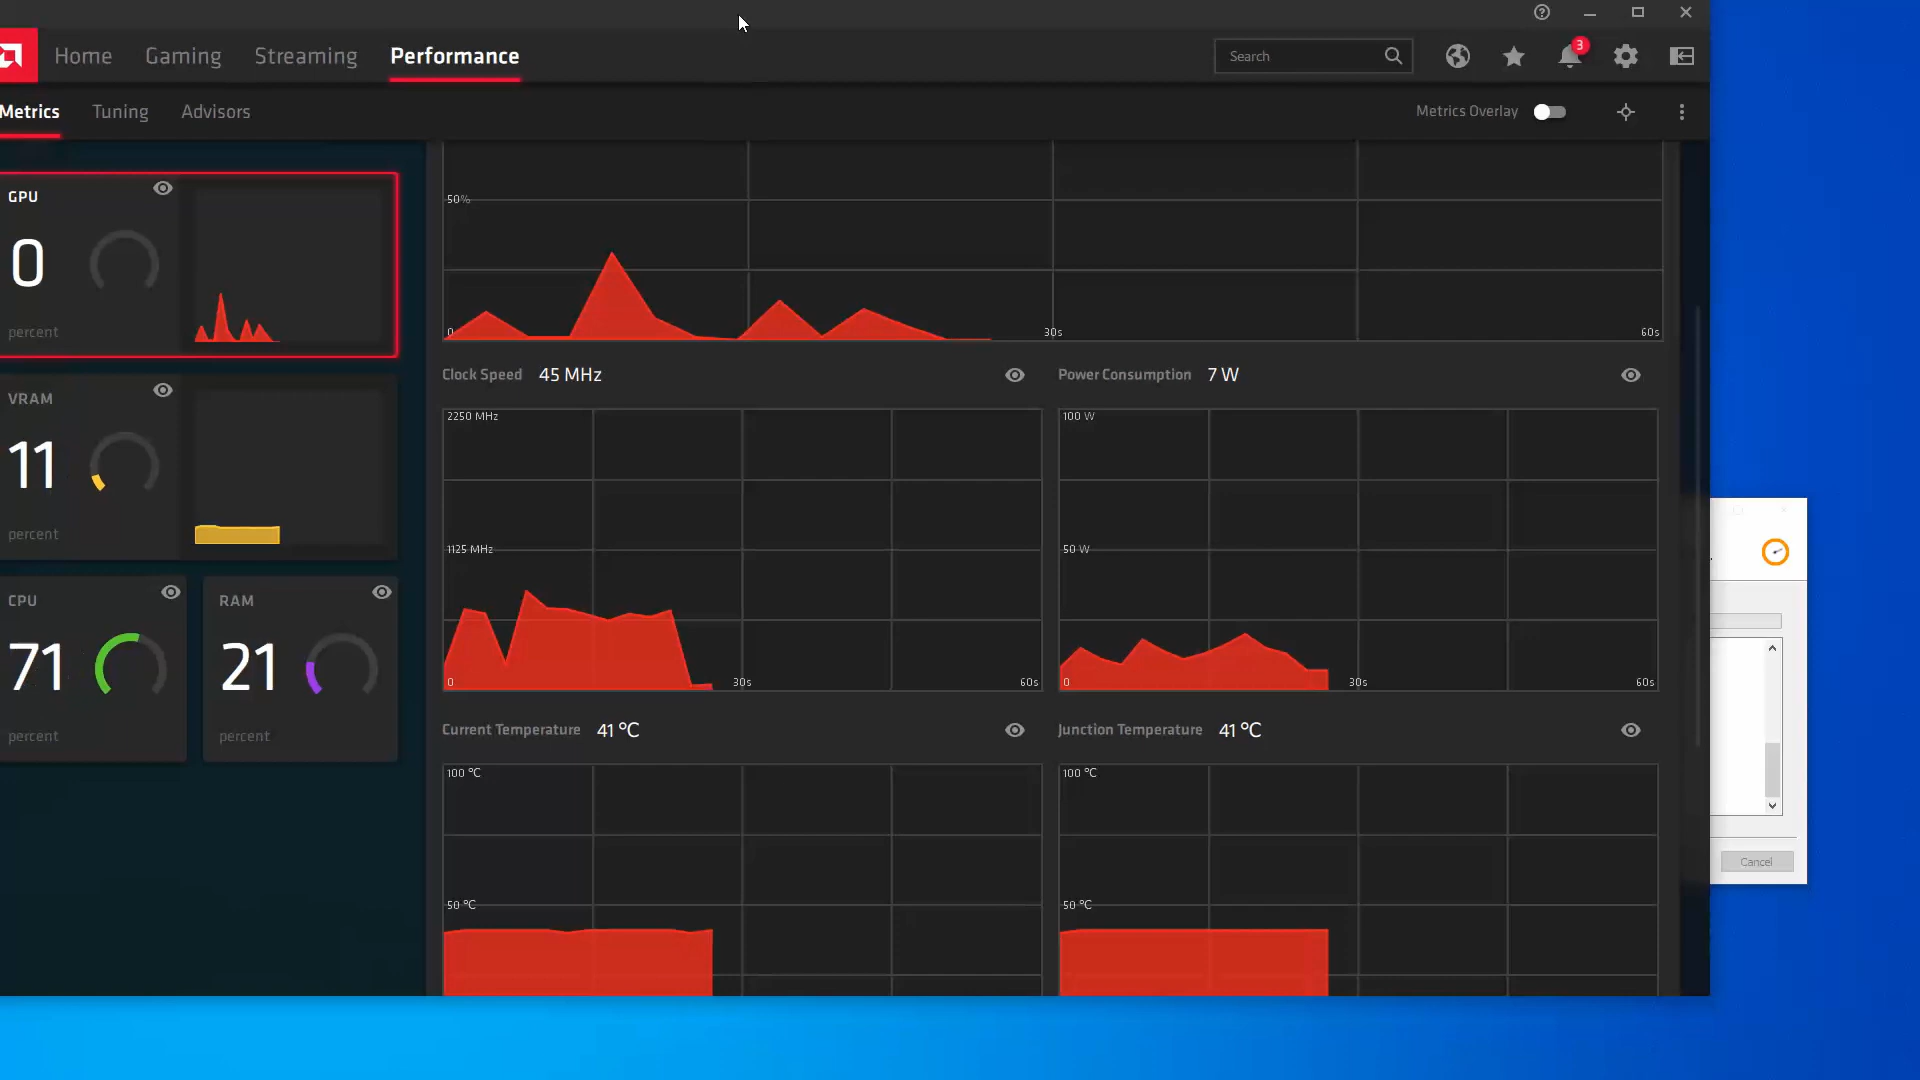 Home Gaming Streaming Performance Search 3
Metrics Tuning Advisors Metrics Overlay
GPU
0
percent
50%
0 30s 60s
Clock Speed 45 MHz Power Consumption 7 W
VRAM
11
percent
2250 MHz 100 W
1125 MHz 50 W
0 30s 60s 0 30s 60s
CPU RAM
71 21
percent percent
Current Temperature 41 °C Junction Temperature 41 °C
100 °C 100 °C
50 °C 50 °C
Cancel